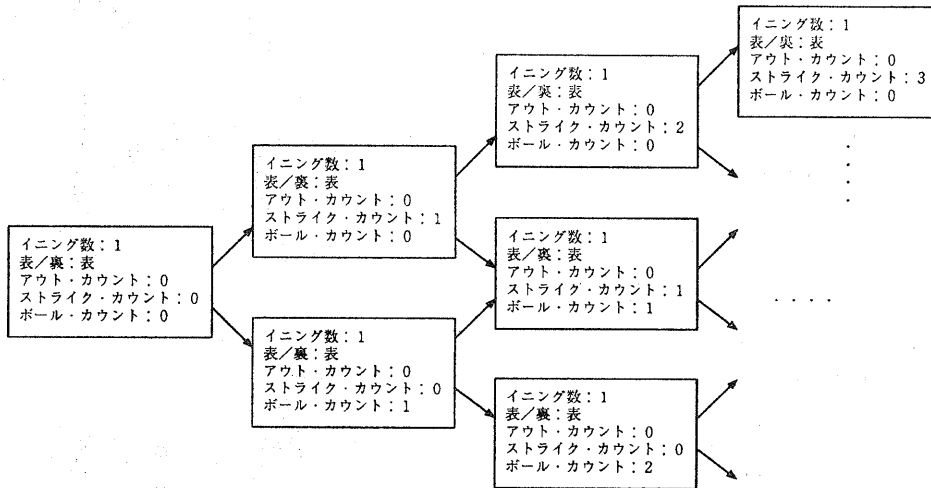 イニング数：1
表／裏：表
アウト・カウント：0
ストライク・カウント：0
ボール・カウント：0
イニング数：1
表／裏：表
アウト・カウント：0
ストライク・カウント：1
ボール・カウント：0
イニング数：1
表／裏：表
アウト・カウント：0
ストライク・カウント：0
ボール・カウント：1
イニング数：1
表／裏：表
アウト・カウント：0
ストライク・カウント：2
ボール・カウント：0
イニング数：1
表／裏：表
アウト・カウント：0
ストライク・カウント：1
ボール・カウント：1
イニング数：1
表／裏：表
アウト・カウント：0
ストライク・カウント：0
ボール・カウント：2
イニング数：1
表／裏：表
アウト・カウント：0
ストライク・カウント：3
ボール・カウント：0